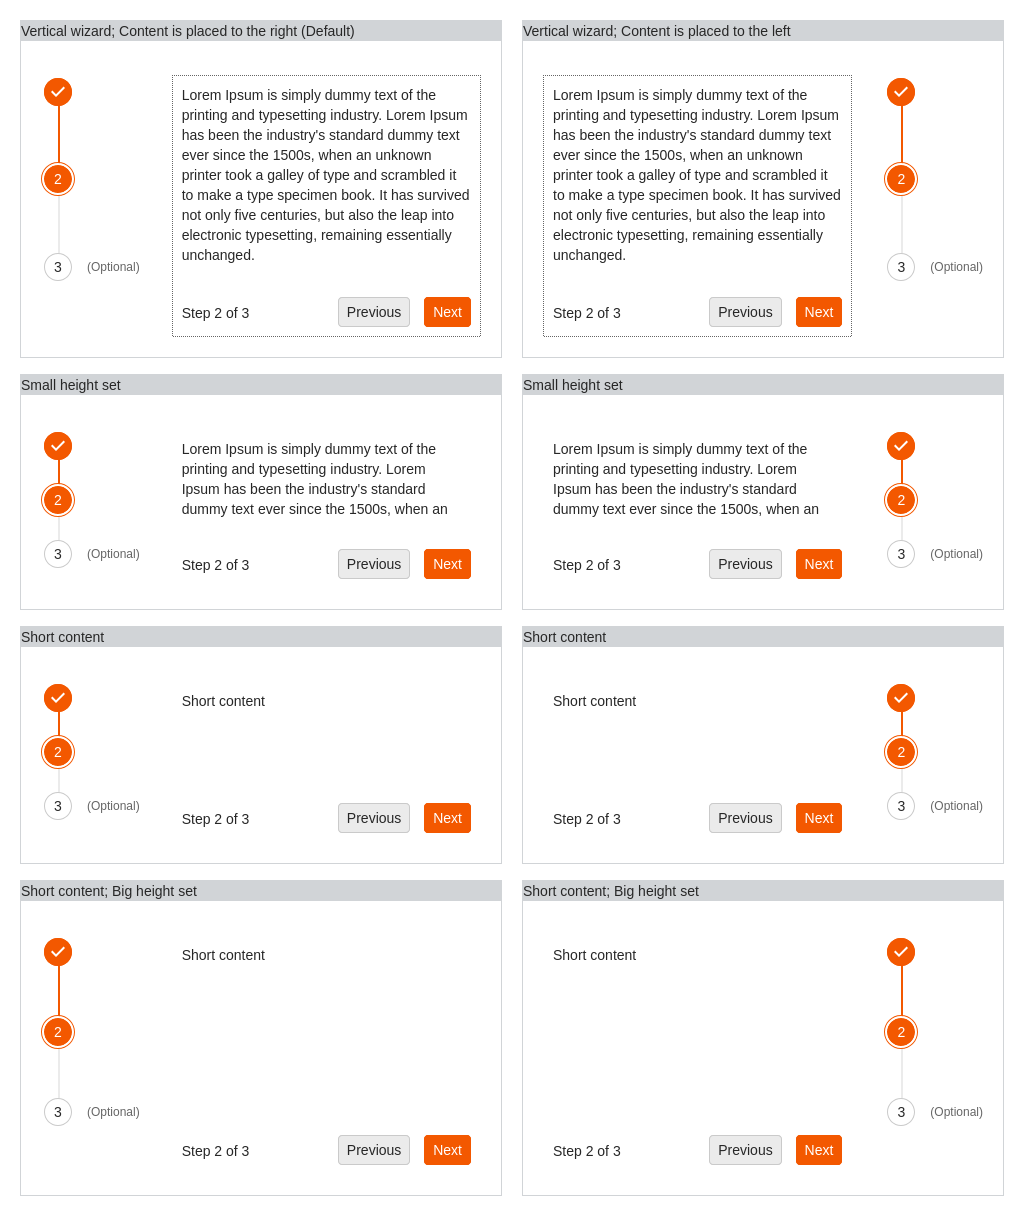 Vertical wizard; Content is placed to the right (Default)
Lorem Ipsum is simply dummy text of the
printing and typesetting industry. Lorem Ipsum
has been the industry's standard dummy text
ever since the 1500s, when an unknown
printer took a galley of type and scrambled it
to make a type specimen book. It has survived
not only five centuries, but also the leap into
electronic typesetting, remaining essentially
unchanged.
2
3 (Optional)
Step 2 of 3 Previous Next
Vertical wizard; Content is placed to the left
Lorem Ipsum is simply dummy text of the
printing and typesetting industry. Lorem Ipsum
has been the industry's standard dummy text
ever since the 1500s, when an unknown
printer took a galley of type and scrambled it
to make a type specimen book. It has survived
not only five centuries, but also the leap into
electronic typesetting, remaining essentially
unchanged.
2
3 (Optional)
Step 2 of 3 Previous Next
Small height set
Lorem Ipsum is simply dummy text of the
printing and typesetting industry. Lorem
Ipsum has been the industry's standard
dummy text ever since the 1500s, when an
2
3 (Optional)
Step 2 of 3 Previous Next
Small height set
Lorem Ipsum is simply dummy text of the
printing and typesetting industry. Lorem
Ipsum has been the industry's standard
dummy text ever since the 1500s, when an
2
3 (Optional)
Step 2 of 3 Previous Next
Short content
Short content
2
3 (Optional)
Step 2 of 3 Previous Next
Short content
Short content
2
3 (Optional)
Step 2 of 3 Previous Next
Short content; Big height set
Short content
2
3 (Optional)
Step 2 of 3 Previous Next
Short content; Big height set
Short content
2
3 (Optional)
Step 2 of 3 Previous Next